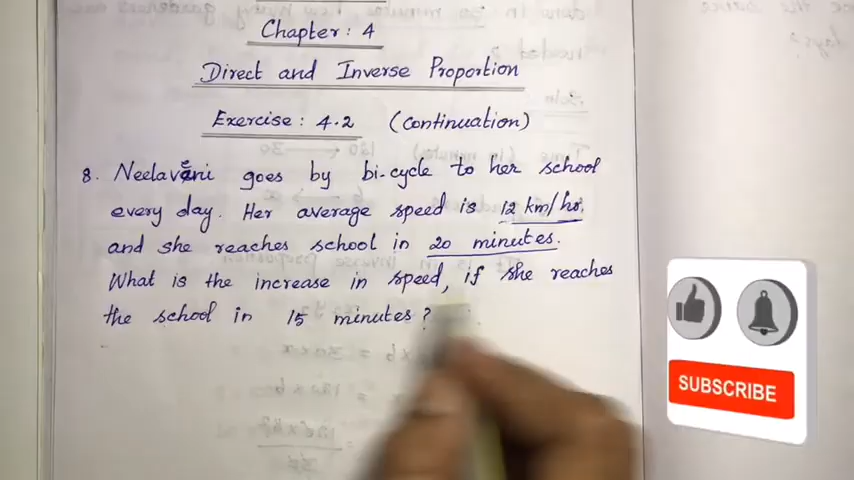 Chapter: 4
Direct and Inverse Proportion
Exercise: 4.2 (continuation)
8. Neelaveni goes by bi-cycle to her school
every day. Her average speed is 12 km/hr.
and she reaches school in 20 minutes.
What is the increase in speed, if she reaches
the school in 15 minutes?
SUBSCRIBE